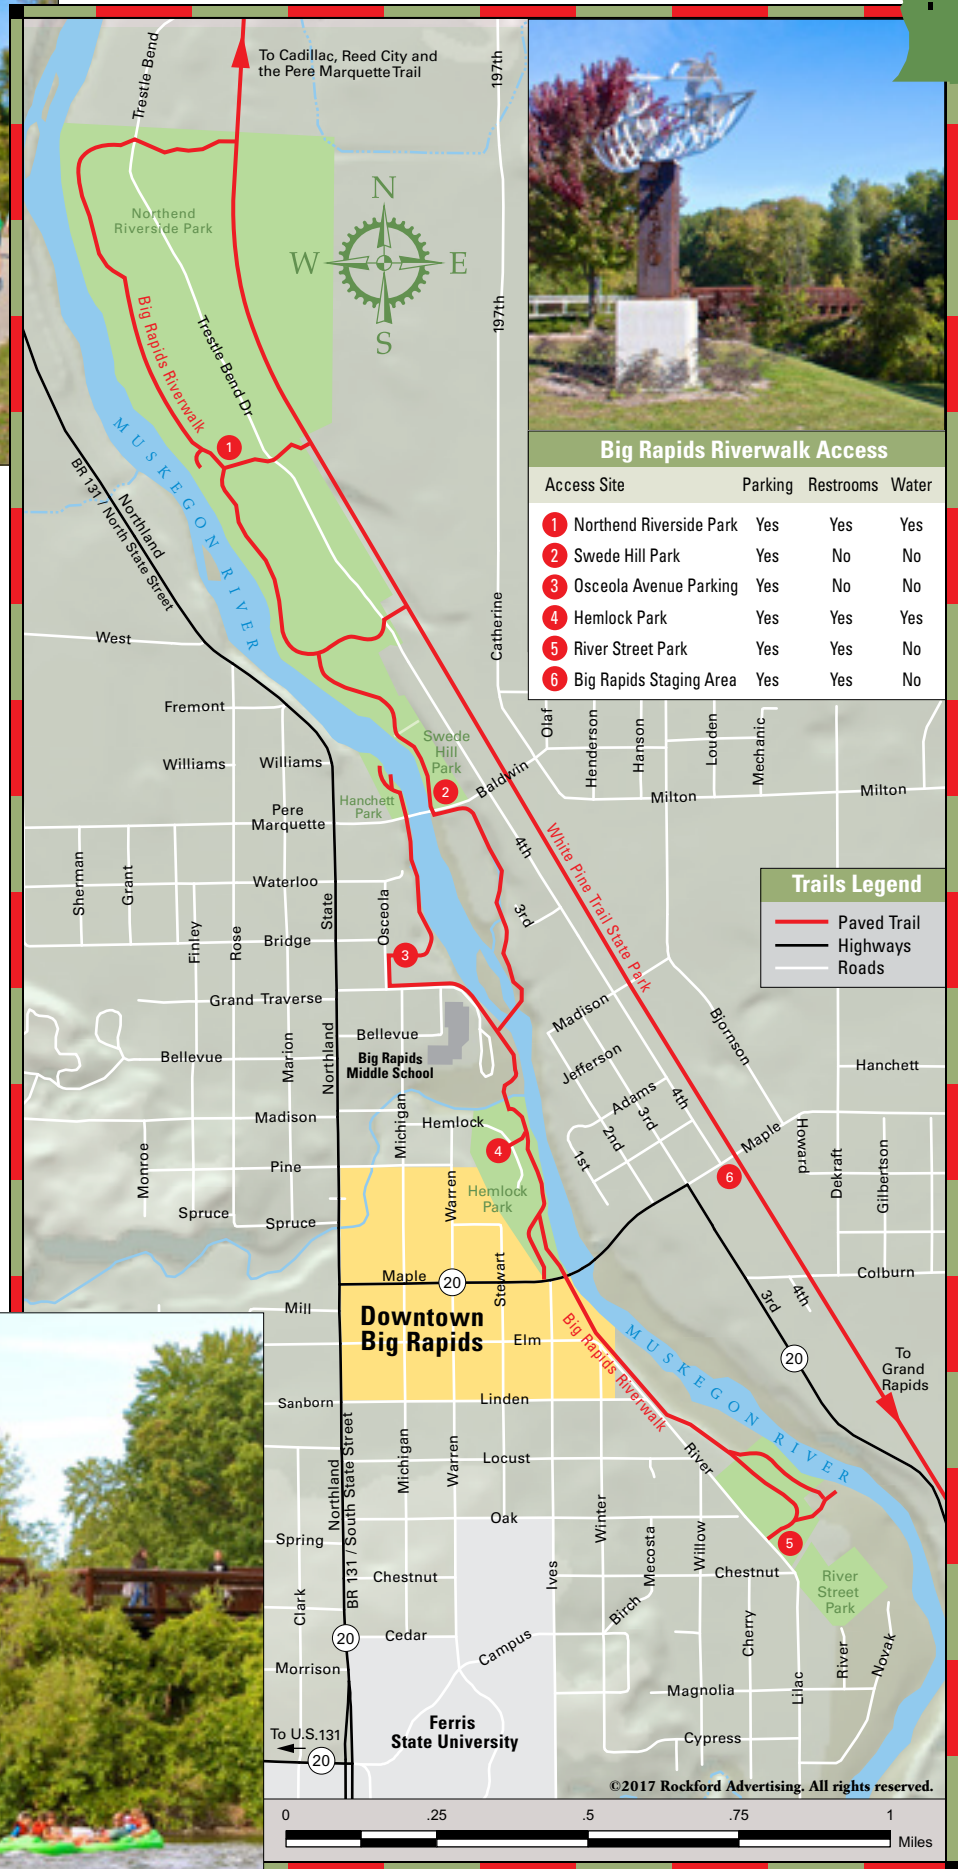 To Cadillac, Reed City and
the Pere Marquette Trail
Trestle Bend
197th
Northend
Riverside Park
N
W E
S
197th
Big Rapids Riverwalk
Trestle Bend Dr
1
MUSKEGON RIVER
BR 131 / North State Street
Northland
Big Rapids Riverwalk Access
Access Site Parking Restrooms Water
1 Northend Riverside Park Yes Yes Yes
2 Swede Hill Park Yes No No
3 Osceola Avenue Parking Yes No No
4 Hemlock Park Yes Yes Yes
5 River Street Park Yes Yes No
6 Big Rapids Staging Area Yes Yes No
Catherine
West
Fremont
Williams
Williams
Swede
Hill
Park
2
Baldwin
Olaf
Henderson
Hanson
Louden
Mechanic
Milton
Milton
Hanchett
Park
Pere
Marquette
4th
White Pine Trail State Park
Sherman
Grant
Waterloo
Trails Legend
Paved Trail
Highways
Roads
State
Osceola
3rd
Finley
Rose
Bridge
3
Grand Traverse
Madison
Bjornson
Bellevue
Bellevue
Marion
Northland
Big Rapids
Middle School
Jefferson
Hanchett
Adams
4th
3rd
2nd
1st
Madison
Michigan
Hemlock
Maple
Howard
Dekraft
Gilbertson
Monroe
Pine
4
6
Warren
Hemlock
Park
Spruce
Spruce
Stewart
Maple
20
Colburn
3rd
4th
Mill
Downtown
Big Rapids
Elm
Big Rapids Riverwalk
MUSKEGON RIVER
20
To
Grand
Rapids
Sanborn
Linden
Northland
BR 131 / South State Street
Michigan
Warren
Locust
River
Oak
Winter
Spring
Mecosta
Willow
5
Chestnut
Ives
Chestnut
River
Street
Park
Clark
Birch
Cherry
20
Cedar
Campus
River
Novak
Morrison
Lilac
Magnolia
Ferris
State University
To U.S.131
20
Cypress
©2017 Rockford Advertising. All rights reserved.
0 .25 .5 .75 1
Miles